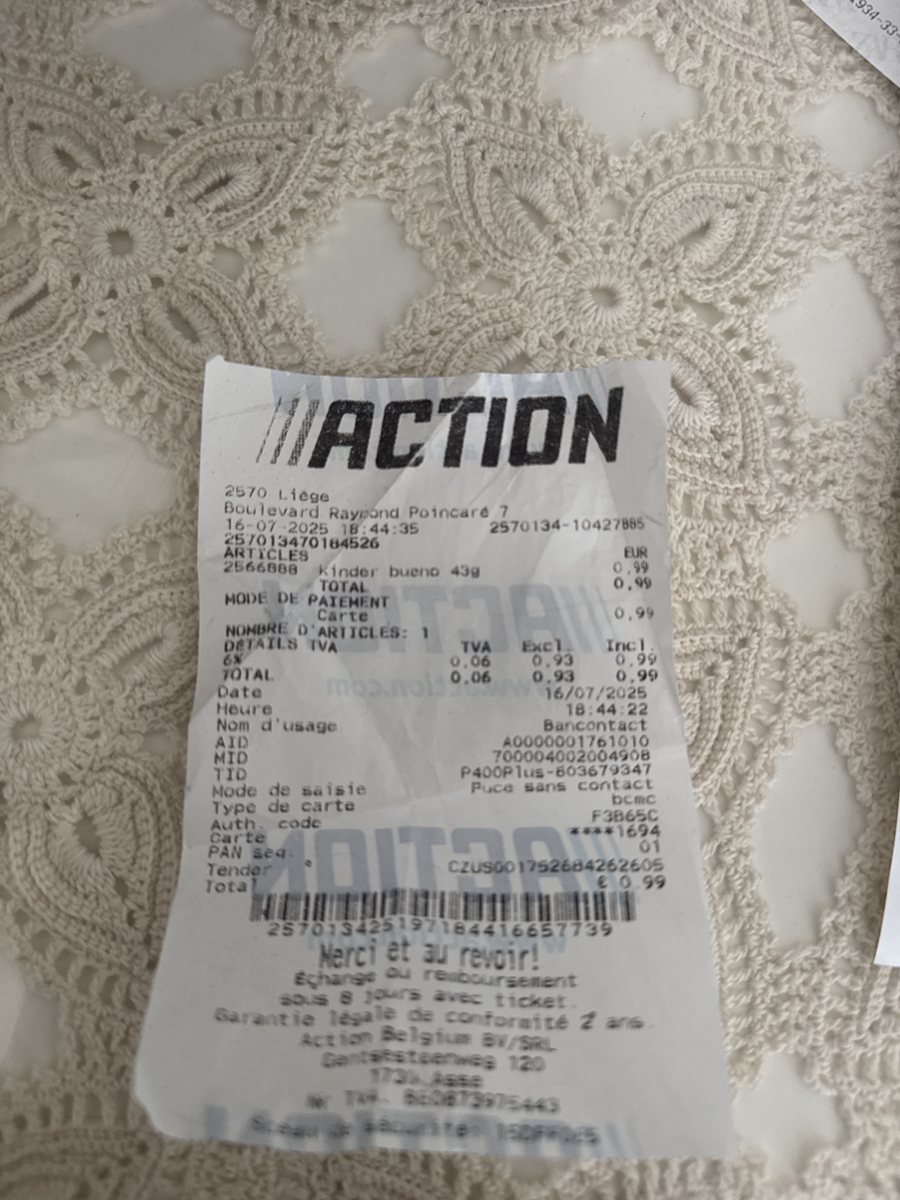 1934-33-
ACTION
2570 Liège
Boulevard Raymond Poincaré 7
16-07-2025 18:44:35 2570134-10427885
257013470184526
ARTICLES EUR
2566888 kinder bueno 43g 0,99
TOTAL 0,99
MODE DE PAIEMENT
Carte 0,99
NOMBRE D'ARTICLES: 1
DÉTAILS TVA TVA Excl. Incl.
6% 0,06 0,93 0,99
TOTAL 0,06 0,93 0,99
Date 16/07/2025
Heure 18:44:22
Nom d'usage Bancontact
AID A0000001761010
MID 700004002004908
TID P400Plus-803679347
Mode de saisie Puce sans contact
Type de carte bcmc
Auth. code F3B65C
Carte ****1694
PAN seq. 01
Tender CZUS001752684262605
Total € 0.99
257013425197184416657739
Merci et au revoir!
Échange ou remboursement
sous 8 jours avec ticket.
Garantie légale de conformité 2 ans.
Action Belgium BV/SRL
120
Asse
Nr TVA.